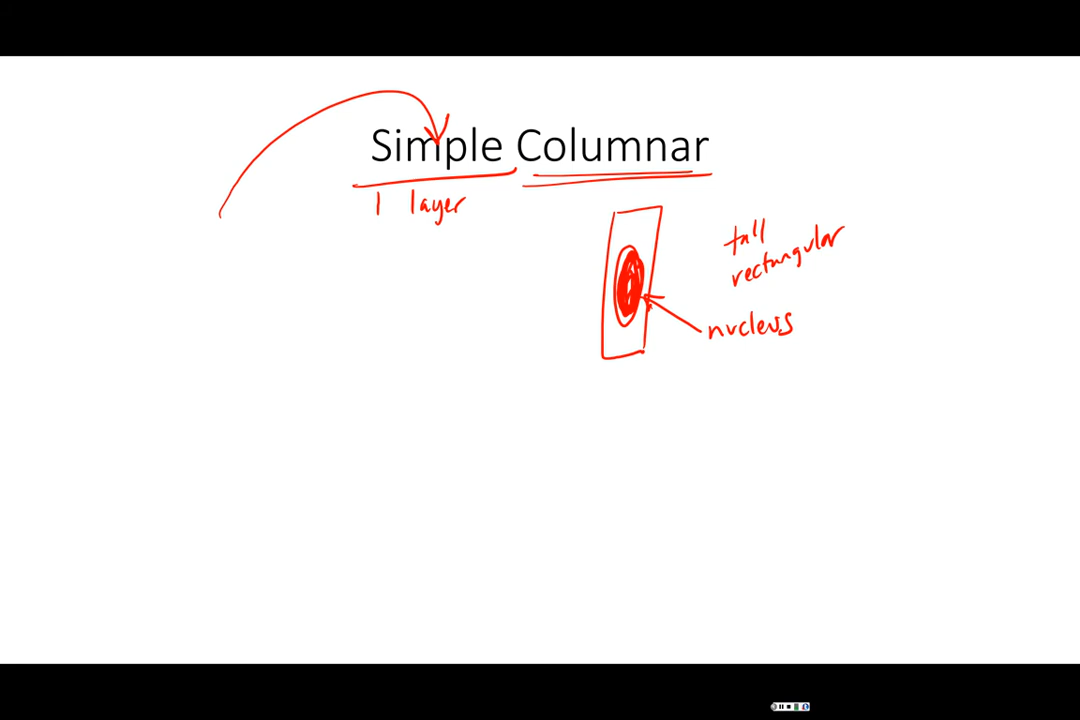 Simple Columnar
1 layer
tall
rectangular
nucleus